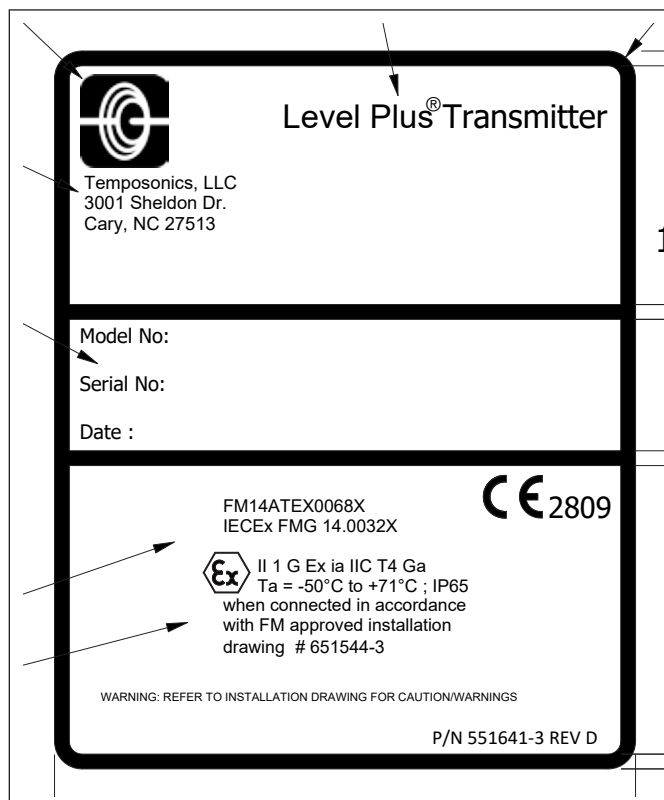 Level Plus® Transmitter
Temposonics, LLC
3001 Sheldon Dr.
Cary, NC 27513
1
Model No:
Serial No:
Date :
CE 2809
FM14ATEX0068X
IECEx FMG 14.0032X
Ex II 1 G Ex ia IIC T4 Ga
Ta = -50°C to +71°C ; IP65
when connected in accordance
with FM approved installation
drawing # 651544-3
WARNING: REFER TO INSTALLATION DRAWING FOR CAUTION/WARNINGS
P/N 551641-3 REV D